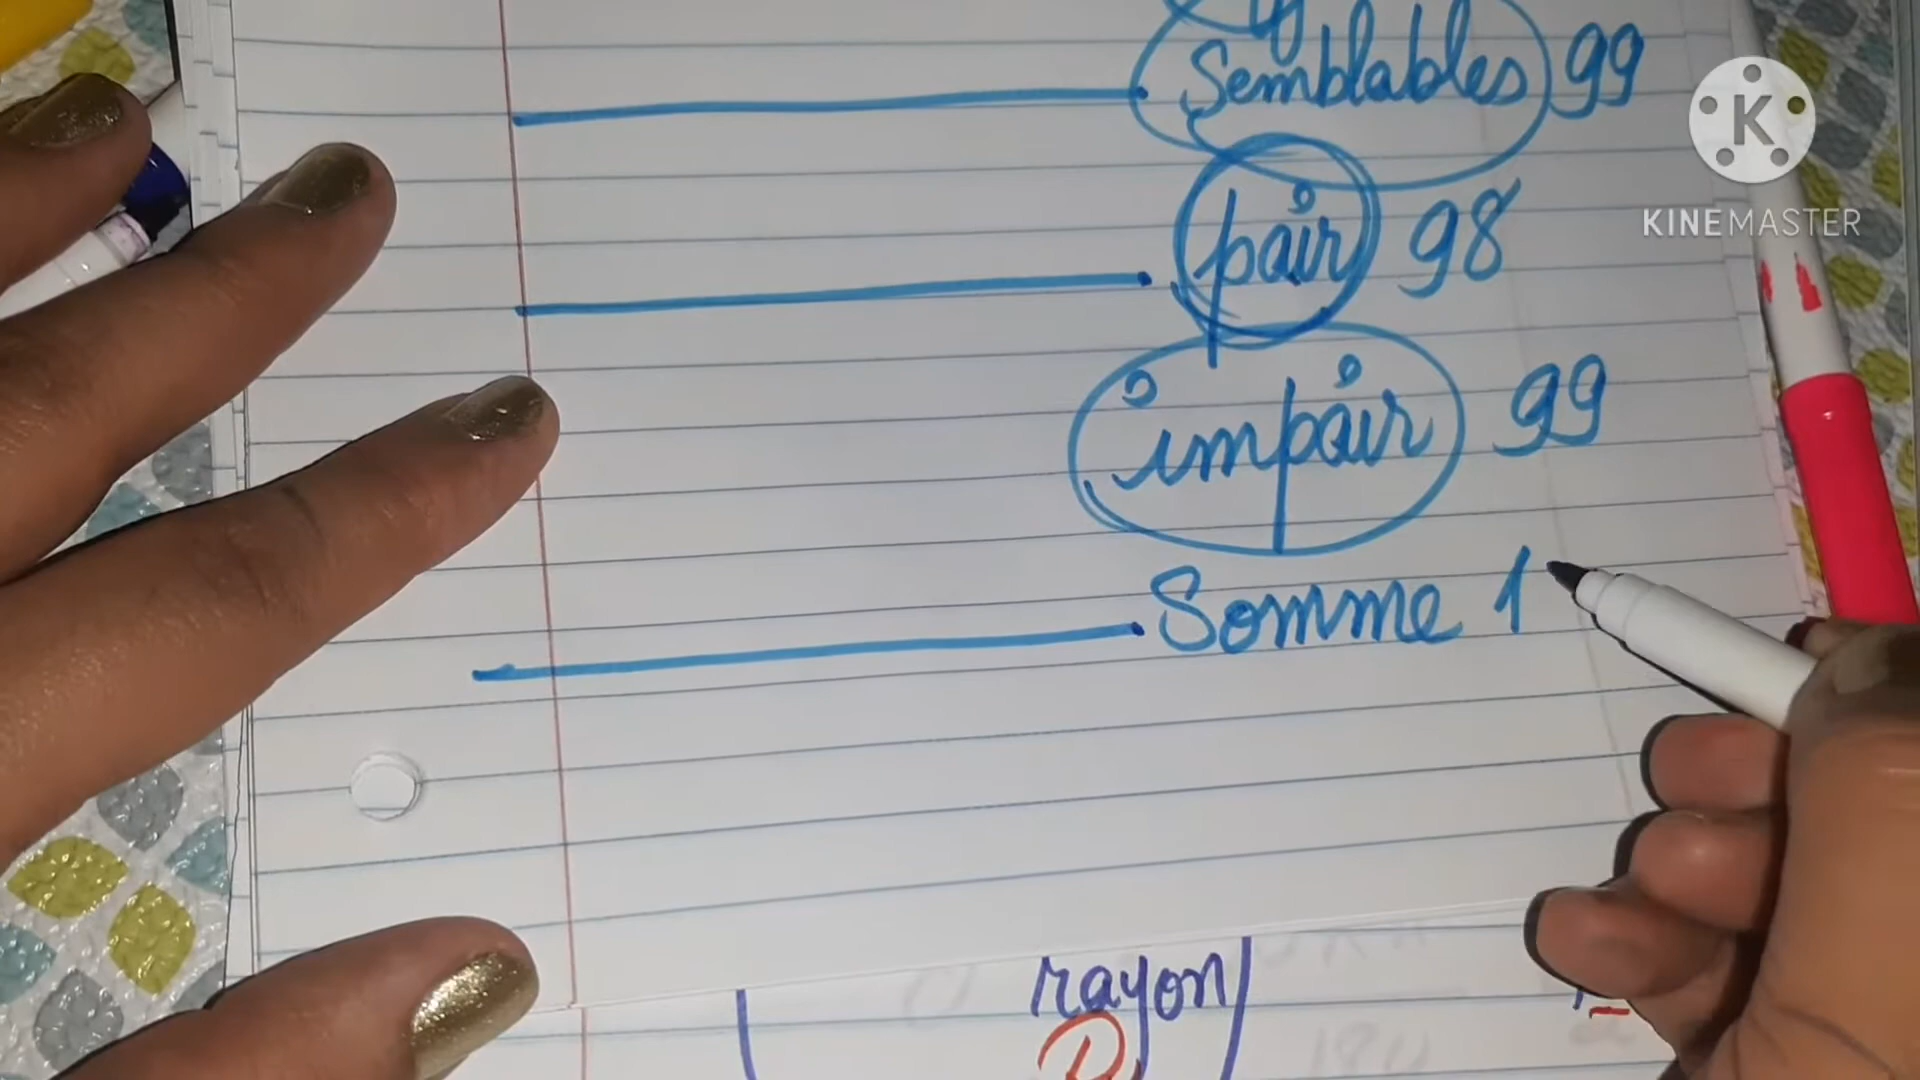 Semblables 99
pair 98
impair 99
Somme 1
rayon
D
K
KINEMASTER